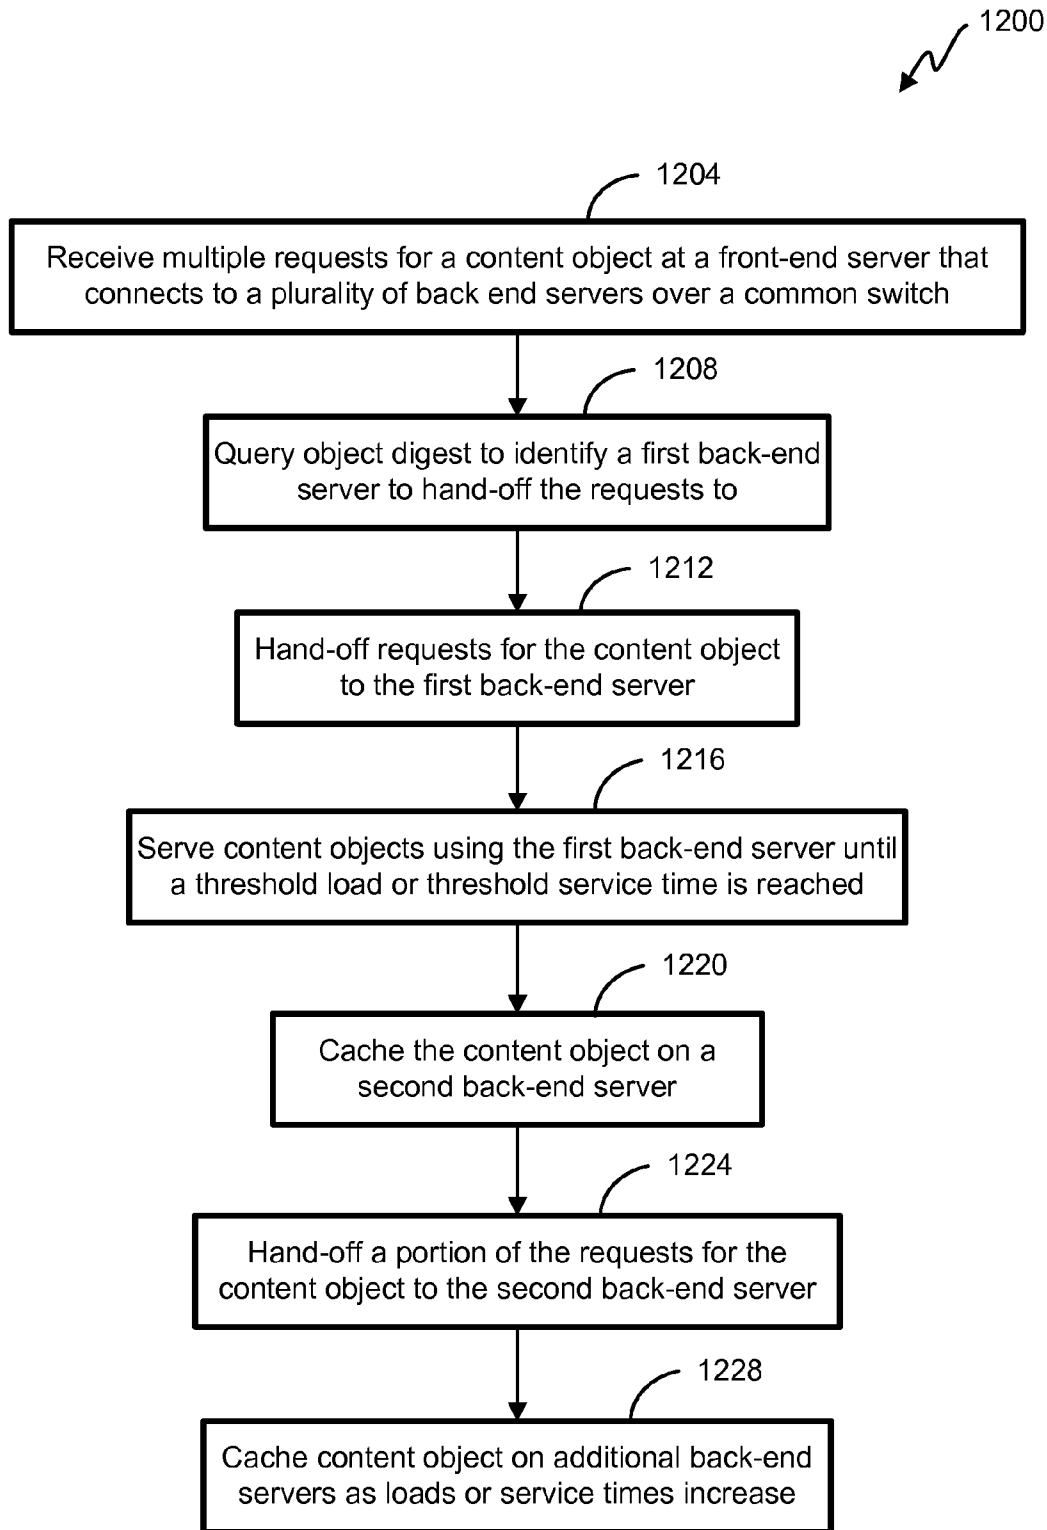 1200
1204
Receive multiple requests for a content object at a front-end server that
connects to a plurality of back end servers over a common switch
1208
Query object digest to identify a first back-end
server to hand-off the requests to
1212
Hand-off requests for the content object
to the first back-end server
1216
Serve content objects using the first back-end server until
a threshold load or threshold service time is reached
1220
Cache the content object on a
second back-end server
1224
Hand-off a portion of the requests for the
content object to the second back-end server
1228
Cache content object on additional back-end
servers as loads or service times increase